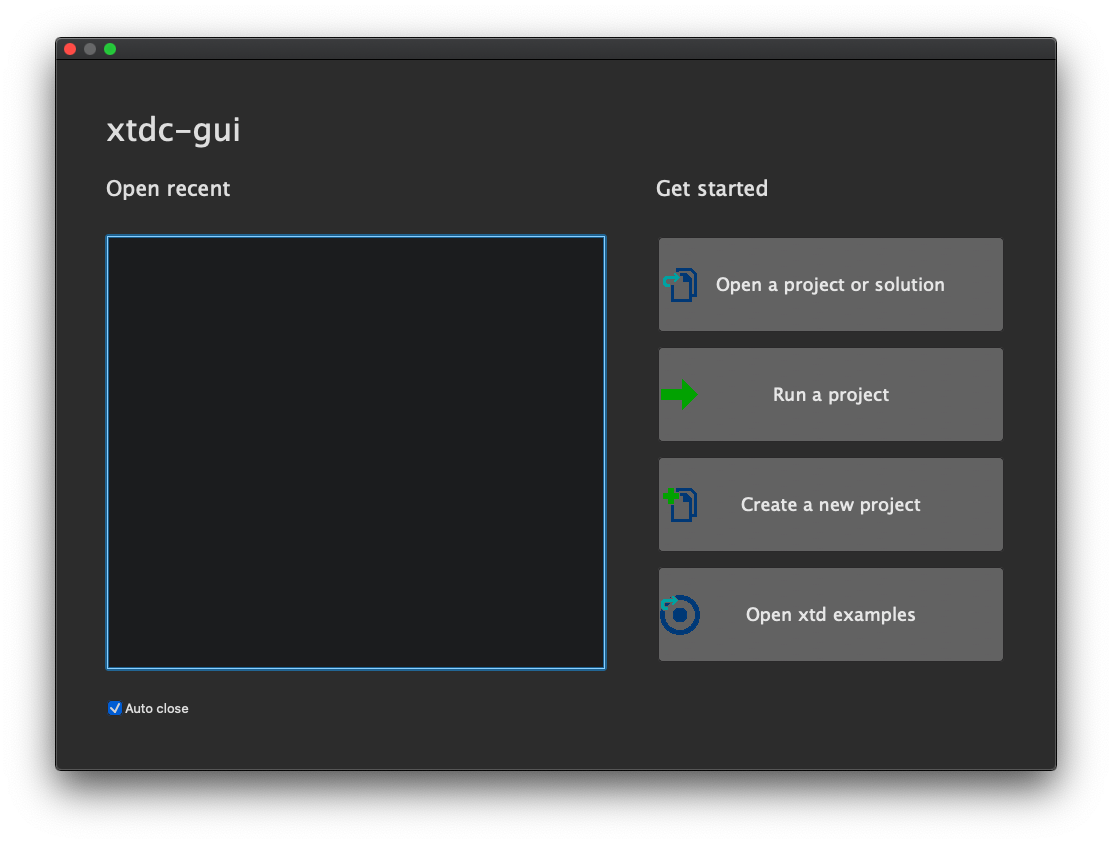 xtdc-gui
Open recent
Get started
Open a project or solution
Run a project
Create a new project
Open xtd examples
Auto close